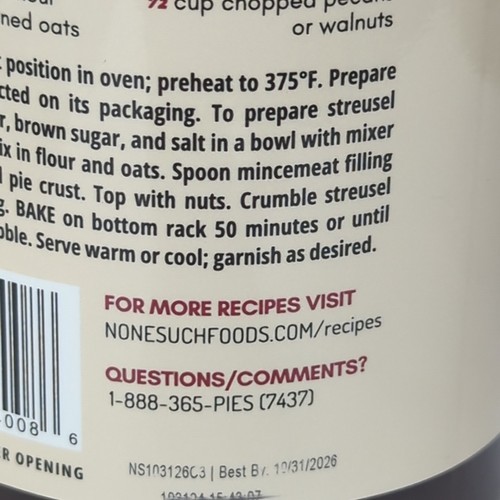 ned oats
½ cup chopped
or walnuts
position in oven; preheat to 375°F. Prepare
cted on its packaging. To prepare streusel
r, brown sugar, and salt in a bowl with mixer
ix in flour and oats. Spoon mincemeat filling
pie crust. Top with nuts. Crumble streusel
g. BAKE on bottom rack 50 minutes or until
bble. Serve warm or cool; garnish as desired.
FOR MORE RECIPES VISIT
NONESUCHFOODS.COM/recipes
QUESTIONS/COMMENTS?
1-888-365-PIES (7437)
008 6
R OPENING
NS103126C3 | Best By. 10/31/2026